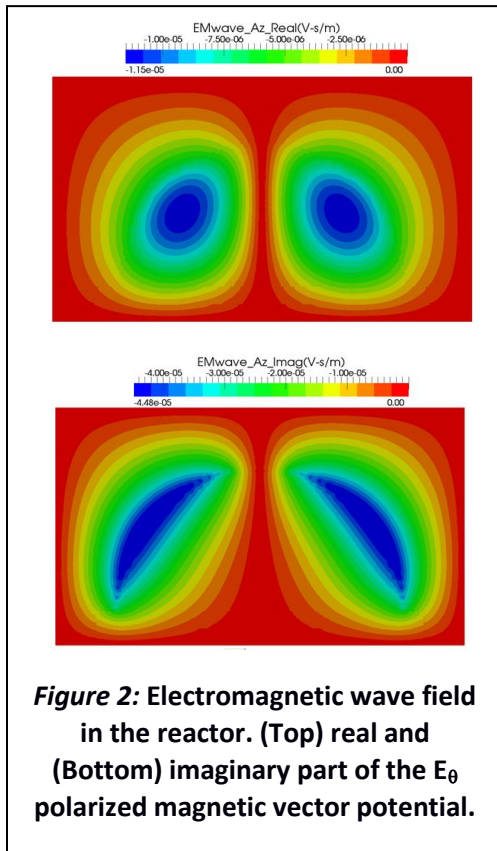 EMwave_Az_Real(V-s/m)
-1.00e-05 -7.50e-06 -5.00e-06 -2.50e-06
-1.15e-05 0.00
EMwave_Az_Imag(V-s/m)
-4.00e-05 -3.00e-05 -2.00e-05 -1.00e-05
-4.48e-05 0.00
Figure 2: Electromagnetic wave field
in the reactor. (Top) real and
(Bottom) imaginary part of the Eθ
polarized magnetic vector potential.